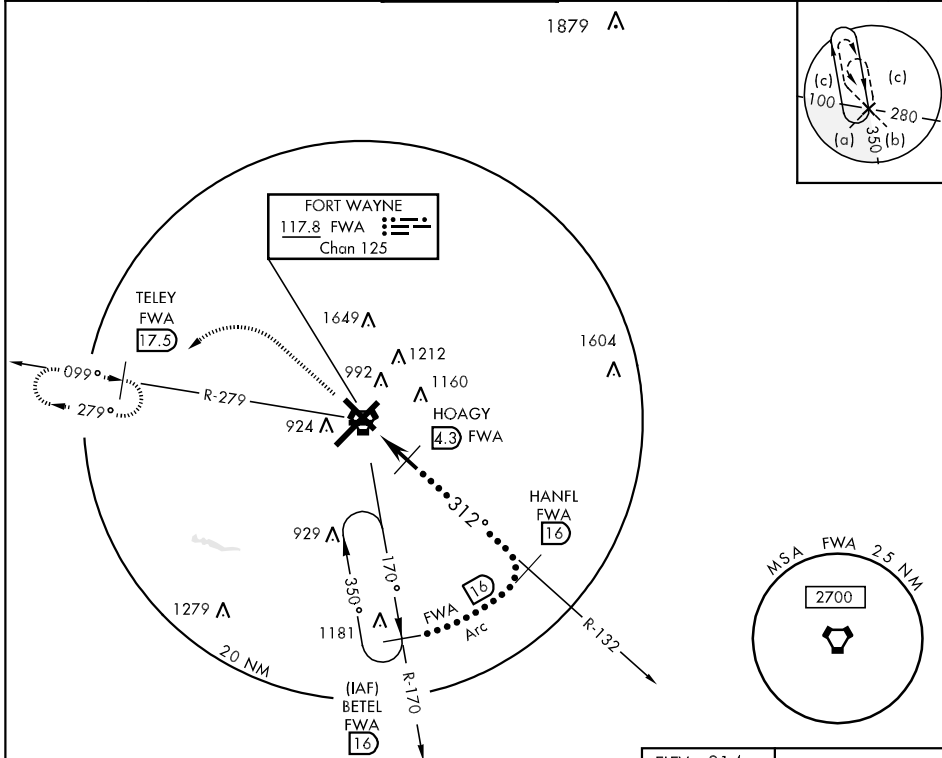 1879
(c)
(c)
100
280
(a)
350
(b)
FORT WAYNE
117.8 FWA
Chan 125
TELEY
FWA
17.5
1649
1212
1604
992
1160
099°
279°
R-279
HOAGY
4.3 FWA
924
312°
HANFL
FWA
16
929
170°
350°
MSA FWA 25 NM
2700
FWA 16
Arc
1279
1181
R-132
20 NM
(IAF)
BETEL
FWA
16
R-170